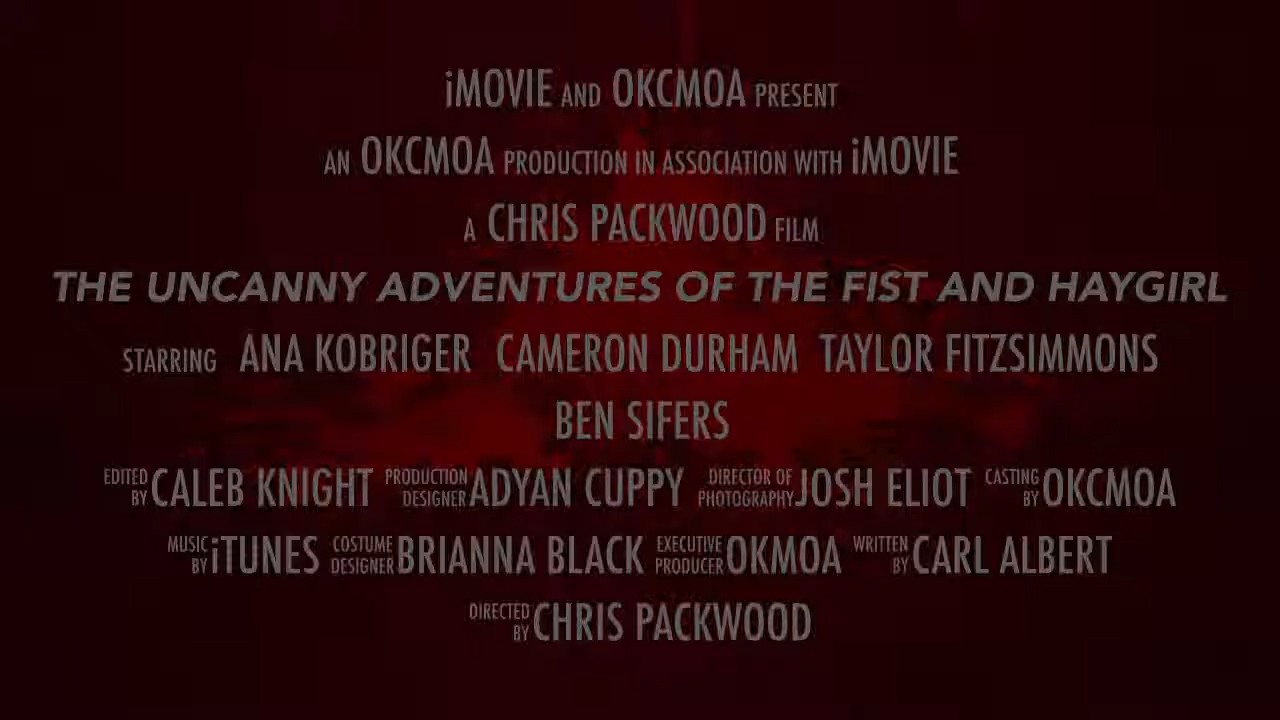 iMOVIE AND OKCMOA PRESENT
AN OKCMOA PRODUCTION IN ASSOCIATION WITH iMOVIE
A CHRIS PACKWOOD FILM
THE UNCANNY ADVENTURES OF THE FIST AND HAYGIRL
STARRING ANA KOBRIGER CAMERON DURHAM TAYLOR FITZSIMMONS
BEN SIFERS
EDITED BY CALEB KNIGHT PRODUCTION DESIGNER ADYAN CUPPY DIRECTOR OF PHOTOGRAPHY JOSH ELIOT CASTING BY OKCMOA
MUSIC BY iTUNES COSTUME DESIGNER BRIANNA BLACK EXECUTIVE PRODUCER OKMOA WRITTEN BY CARL ALBERT
DIRECTED BY CHRIS PACKWOOD